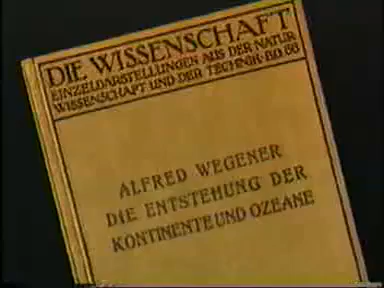 DIE WISSENSCHAFT
EINZELDARSTELLUNGEN AUS DER NATUR
WISSENSCHAFT UND DER TECHNIK · BD 66
ALFRED WEGENER
DIE ENTSTEHUNG DER
KONTINENTE UND OZEANE